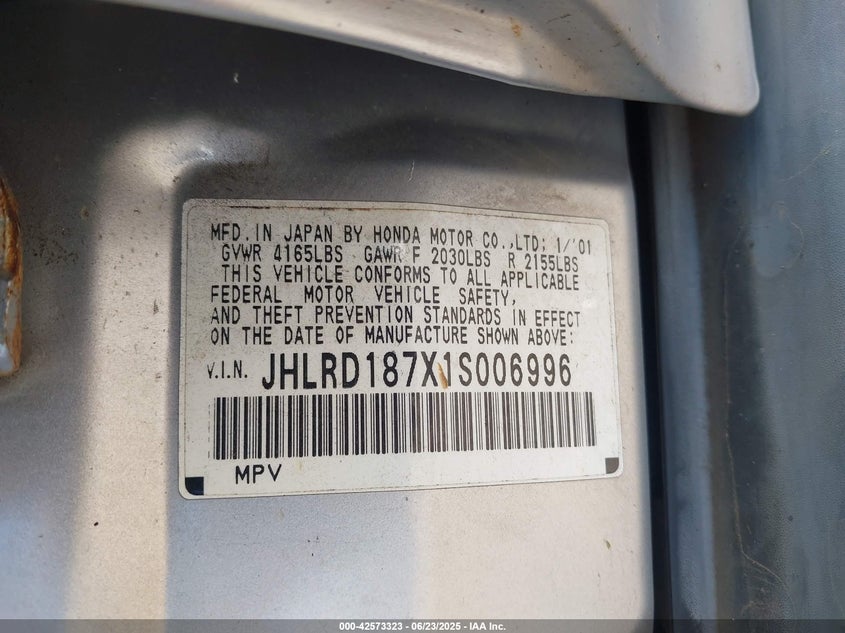 MFD. IN JAPAN BY HONDA MOTOR CO.,LTD; 1/'01
GVWR 4165LBS GAWR F 2030LBS R 2155LBS
THIS VEHICLE CONFORMS TO ALL APPLICABLE
FEDERAL MOTOR VEHICLE SAFETY,
AND THEFT PREVENTION STANDARDS IN EFFECT
ON THE DATE OF MANUFACTURE SHOWN ABOVE:
V.I.N. JHLRD187X1S006996
MPV
000-42573323 - 06/23/2025 - IAA Inc.